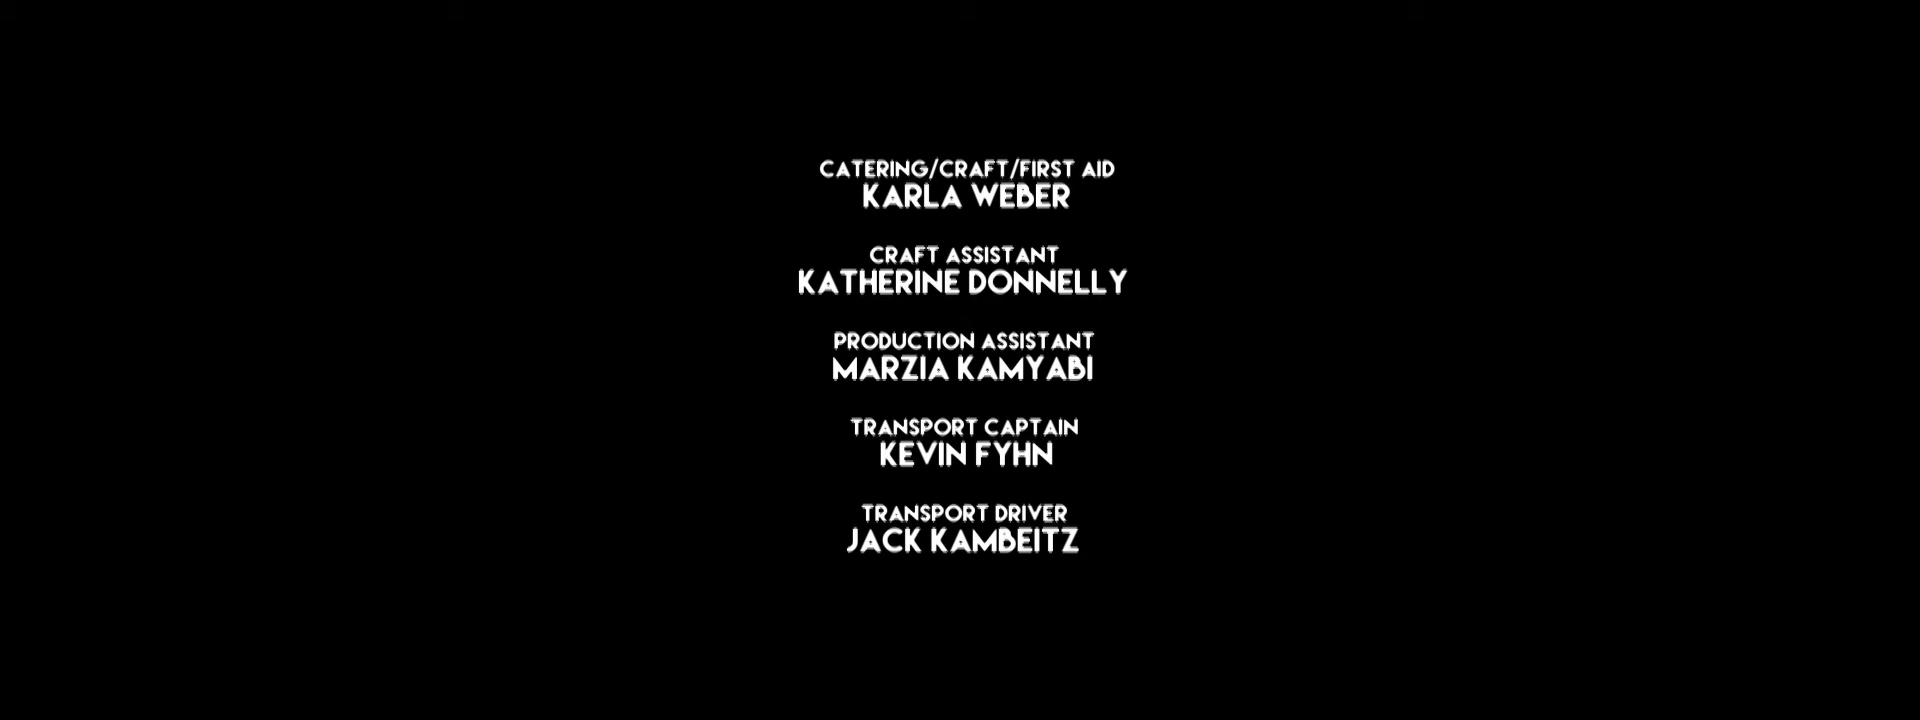 CATERING/CRAFT/FIRST AID
KARLA WEBER
CRAFT ASSISTANT
KATHERINE DONNELLY
PRODUCTION ASSISTANT
MARZIA KAMYABI
TRANSPORT CAPTAIN
KEVIN FYHN
TRANSPORT DRIVER
JACK KAMBEITZ